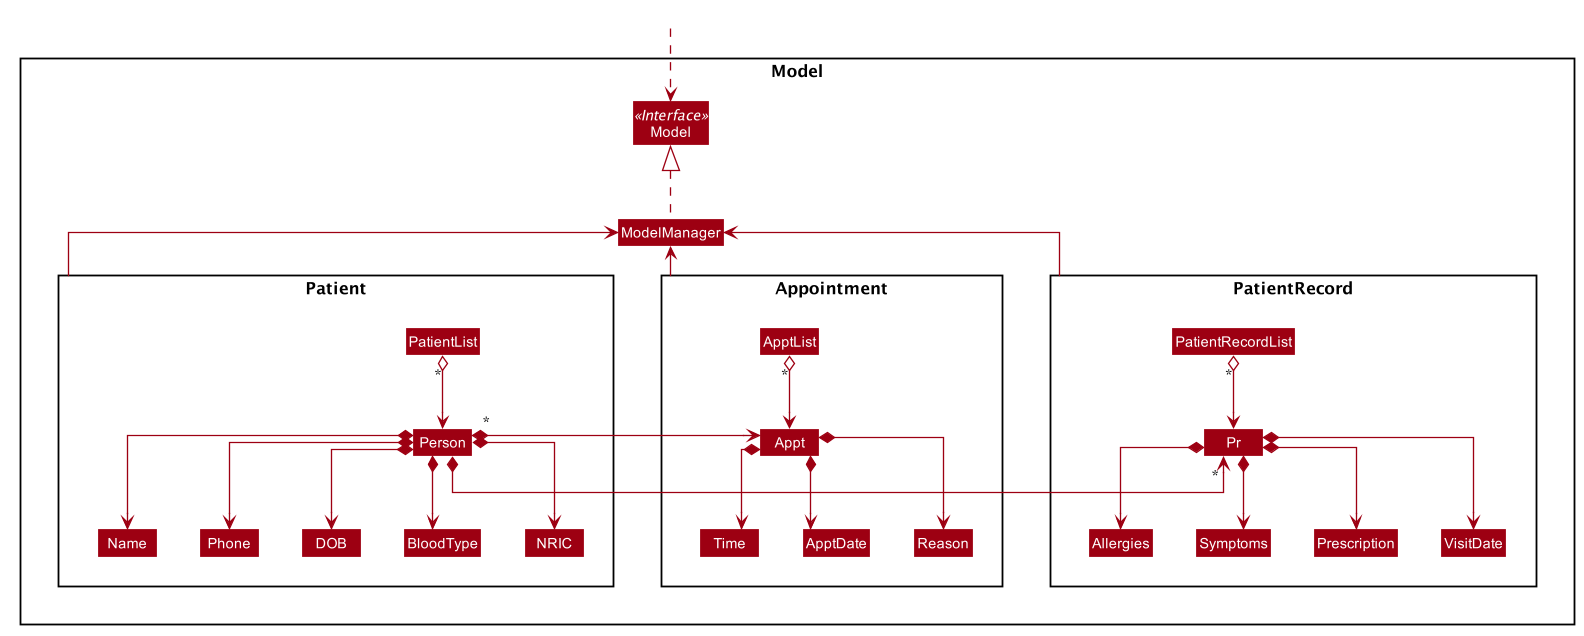 Model
«Interface»
Model
ModelManager
Patient
Appointment
PatientRecord
PatientList
ApptList
PatientRecordList
*
*
*
*
Person
Appt
Pr
*
Name
Phone
DOB
BloodType
NRIC
Time
ApptDate
Reason
Allergies
Symptoms
Prescription
VisitDate